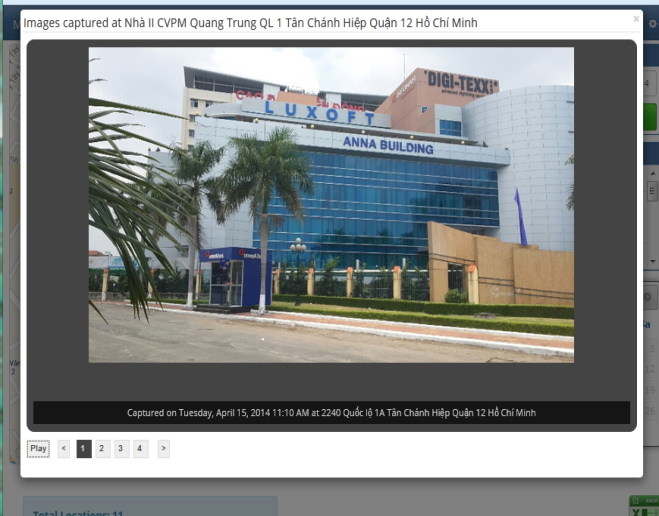 Images captured at Nhà II CVPM Quang Trung QL 1 Tân Chánh Hiệp Quận 12 Hồ Chí Minh
x
DIGI-TEXX
LUXOFT
ANNA BUILDING
Captured on Tuesday, April 15, 2014 11:10 AM at 2240 Quốc lộ 1A Tân Chánh Hiệp Quận 12 Hồ Chí Minh
Play < 1 2 3 4 >
Total Locations: 11